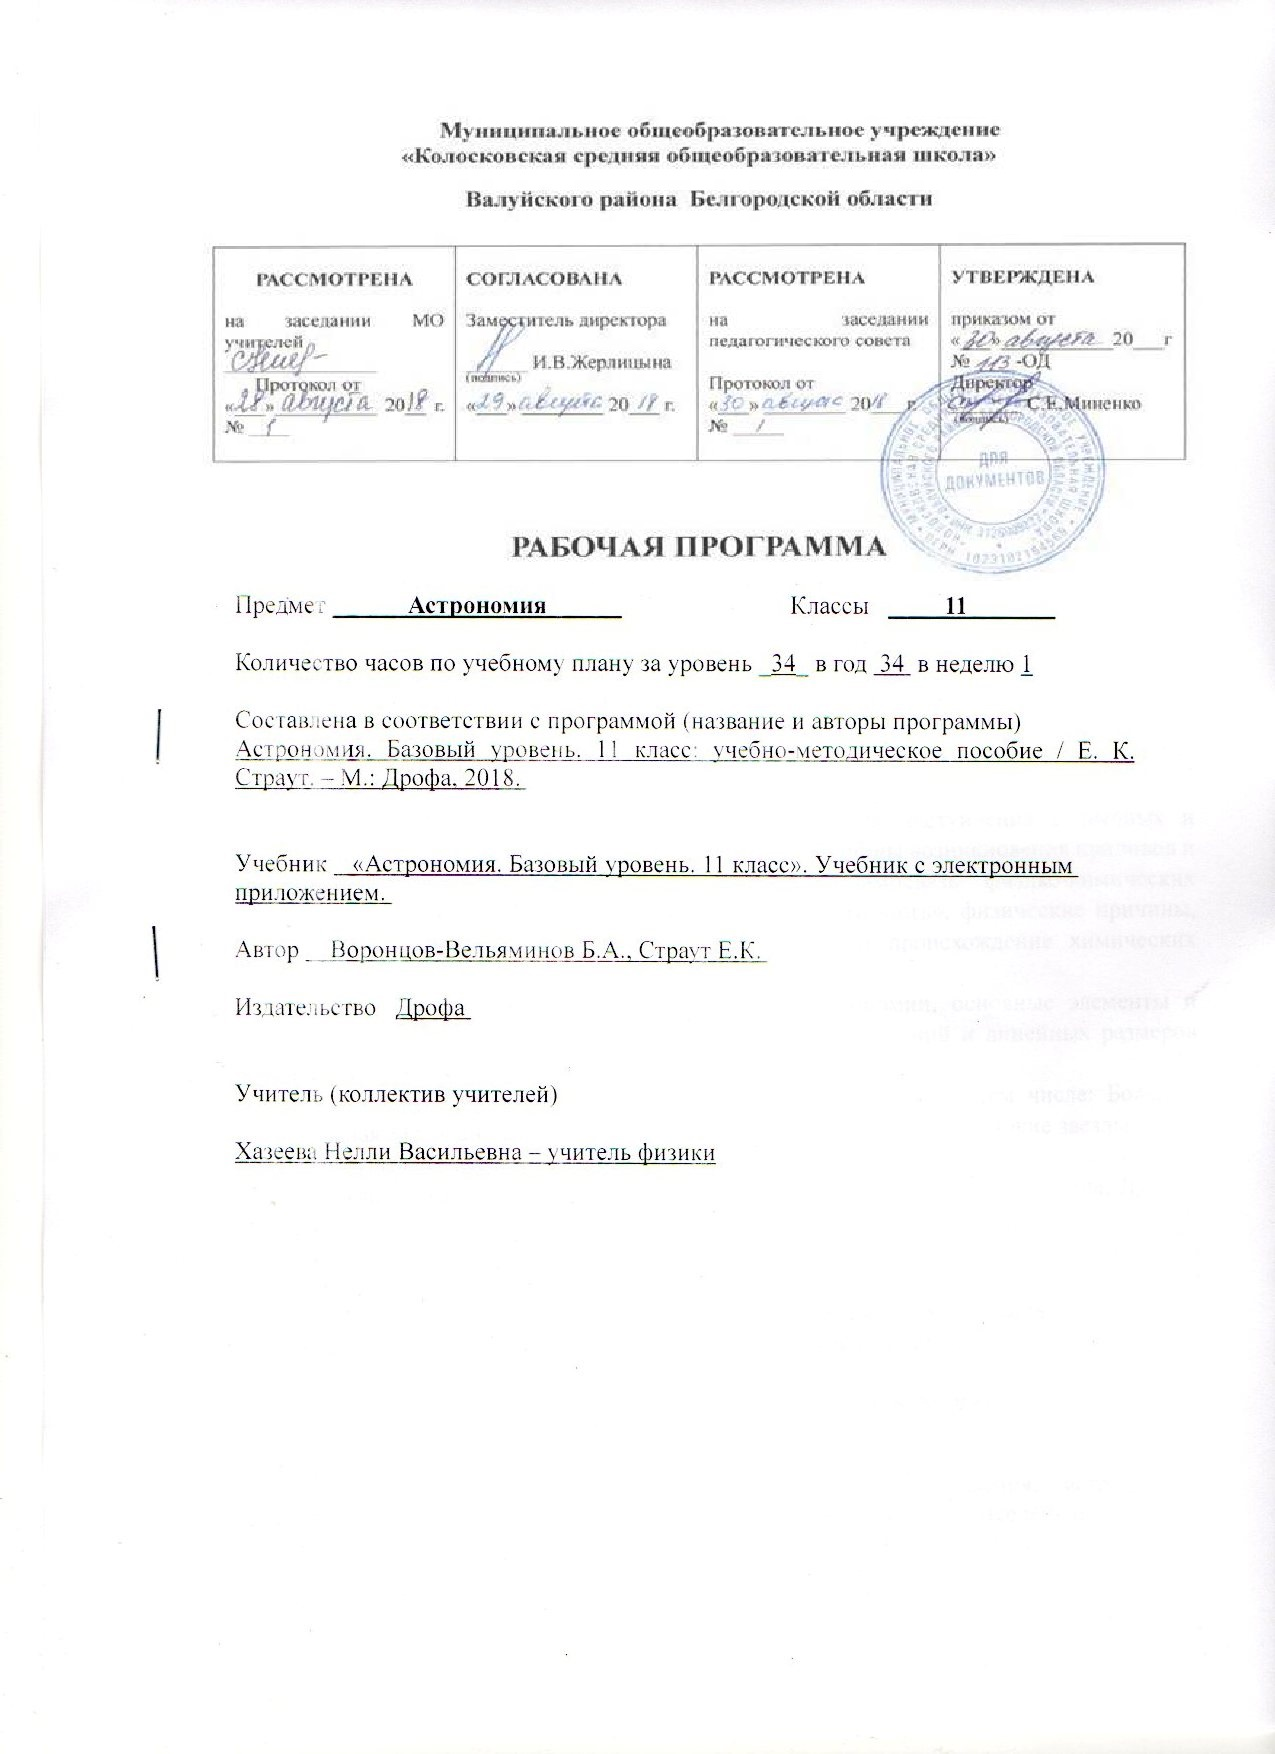 Муниципальное общеобразовательное учреждение
«Колосковская средняя общеобразовательная школа»
Валуйского района Белгородской области
РАССМОТРЕНА
на заседании МО
учителей
Протокол от
«28» августа 2018 г.
№ 1
СОГЛАСОВАНА
Заместитель директора
И.В.Жерлицына
(подпись)
«29» августа 20 18 г.
РАССМОТРЕНА
на заседании
педагогического совета
Протокол от
«30» августа 2018 г.
№ 1
УТВЕРЖДЕНА
приказом от
«30» августа 20___г
№ 113 -ОД
Директор
С.Е.Миненко
(подпись)
ДЛЯ
ДОКУМЕНТОВ
РАБОЧАЯ ПРОГРАММА
Предмет Астрономия Классы 11
Количество часов по учебному плану за уровень 34 в год 34 в неделю 1
Составлена в соответствии с программой (название и авторы программы)
Астрономия. Базовый уровень. 11 класс: учебно-методическое пособие / Е. К.
Страут. – М.: Дрофа, 2018.
Учебник «Астрономия. Базовый уровень. 11 класс». Учебник с электронным
приложением.
Автор Воронцов-Вельяминов Б.А., Страут Е.К.
Издательство Дрофа
Учитель (коллектив учителей)
Хазеева Нелли Васильевна – учитель физики